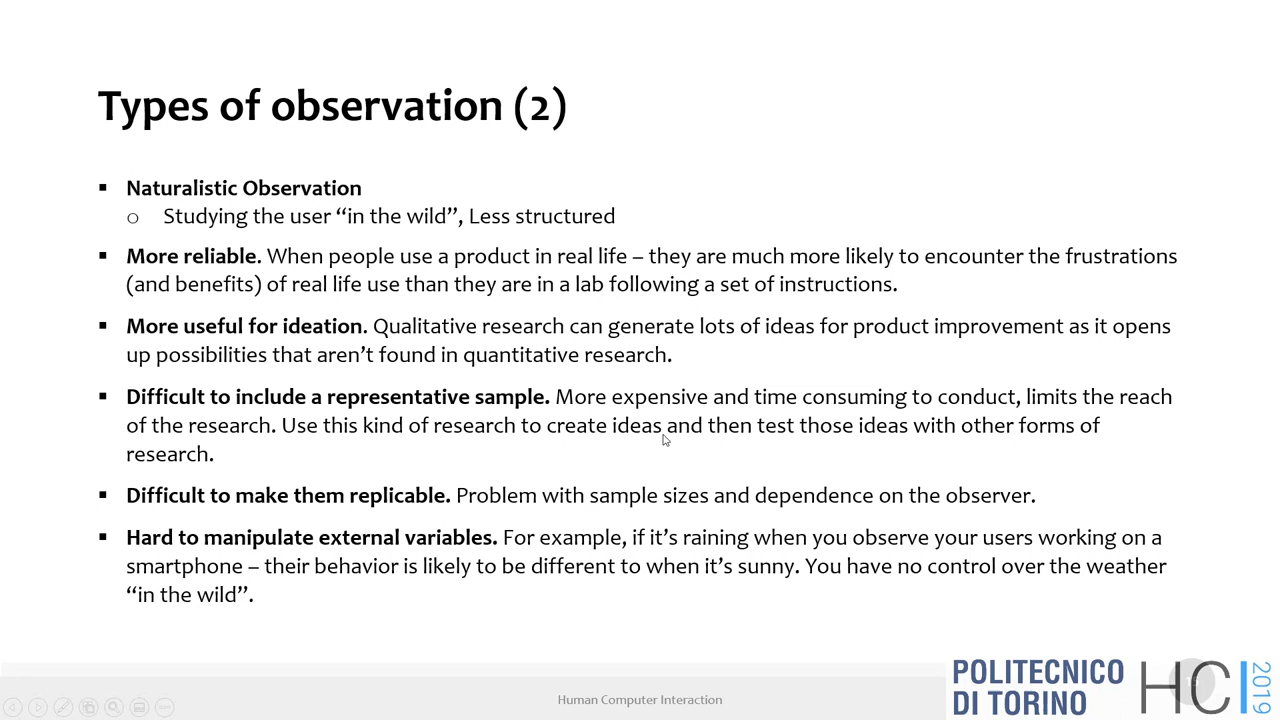 Types of observation (2)
▪ Naturalistic Observation
○ Studying the user “in the wild”, Less structured
▪ More reliable. When people use a product in real life – they are much more likely to encounter the frustrations
(and benefits) of real life use than they are in a lab following a set of instructions.
▪ More useful for ideation. Qualitative research can generate lots of ideas for product improvement as it opens
up possibilities that aren’t found in quantitative research.
▪ Difficult to include a representative sample. More expensive and time consuming to conduct, limits the reach
of the research. Use this kind of research to create ideas and then test those ideas with other forms of
research.
▪ Difficult to make them replicable. Problem with sample sizes and dependence on the observer.
▪ Hard to manipulate external variables. For example, if it’s raining when you observe your users working on a
smartphone – their behavior is likely to be different to when it’s sunny. You have no control over the weather
“in the wild”.
Human Computer Interaction
POLITECNICO
DI TORINO
HCI
2019